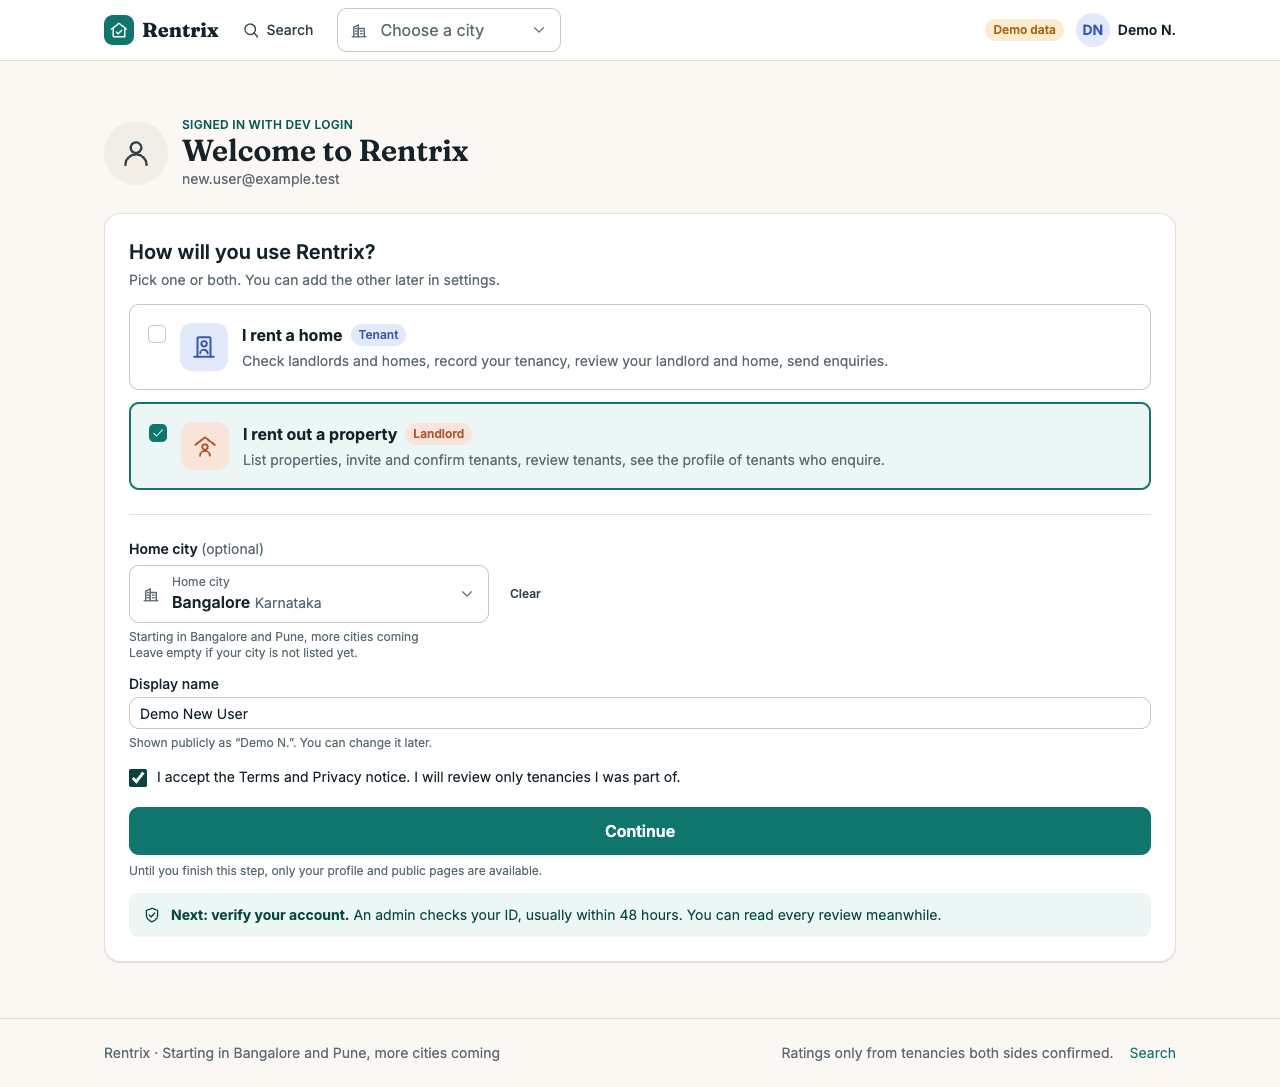 Rentrix
Search
Choose a city
Demo data
DN
Demo N.
SIGNED IN WITH DEV LOGIN
Welcome to Rentrix
new.user@example.test
How will you use Rentrix?
Pick one or both. You can add the other later in settings.
I rent a home Tenant
Check landlords and homes, record your tenancy, review your landlord and home, send enquiries.
I rent out a property Landlord
List properties, invite and confirm tenants, review tenants, see the profile of tenants who enquire.
Home city (optional)
Home city
Bangalore Karnataka
Clear
Starting in Bangalore and Pune, more cities coming
Leave empty if your city is not listed yet.
Display name
Demo New User
Shown publicly as “Demo N.”. You can change it later.
I accept the Terms and Privacy notice. I will review only tenancies I was part of.
Continue
Until you finish this step, only your profile and public pages are available.
Next: verify your account. An admin checks your ID, usually within 48 hours. You can read every review meanwhile.
Rentrix · Starting in Bangalore and Pune, more cities coming
Ratings only from tenancies both sides confirmed.
Search